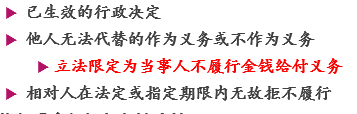 已生效的行政决定
他人无法代替的作为义务或不作为义务
立法限定为当事人不履行金钱给付义务
相对人在法定或指定期限内无故拒不履行